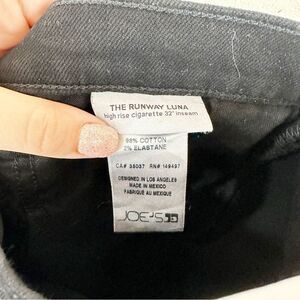 THE RUNWAY LUNA
high rise cigarette 32" inseam
98% COTTON
2% ELASTANE
CA# 35037 RN# 149497
DESIGNED IN LOS ANGELES
MADE IN MEXICO
FABRIQUÉ AU MEXIQUE
JOE'S